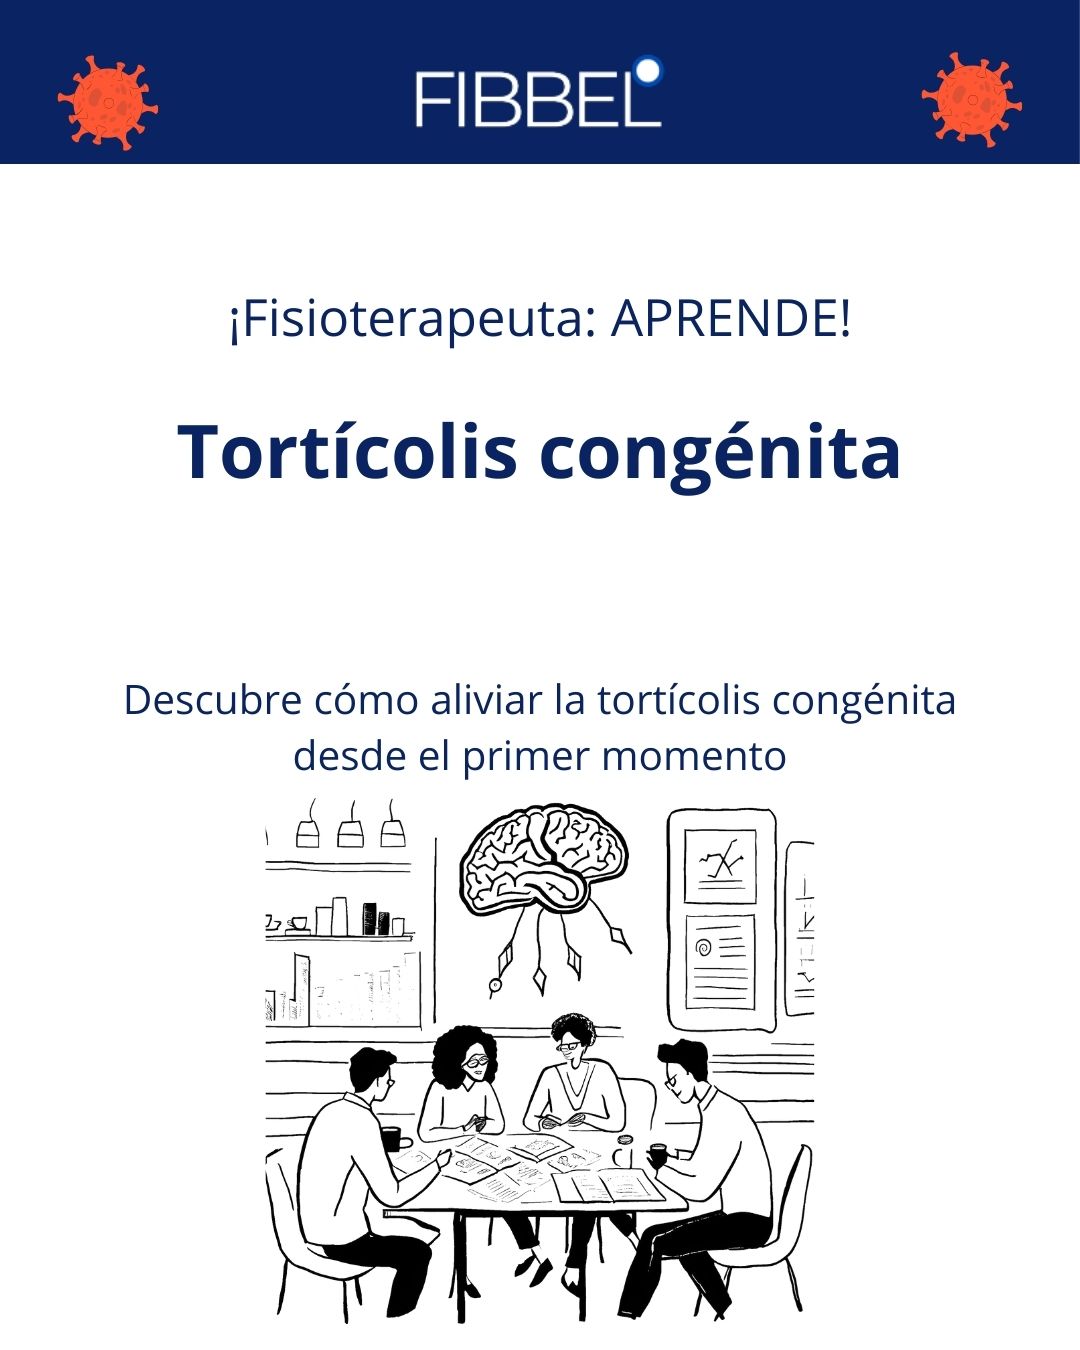 FIBBEL
¡Fisioterapeuta: APRENDE!
Tortícolis congénita
Descubre cómo aliviar la tortícolis congénita
desde el primer momento